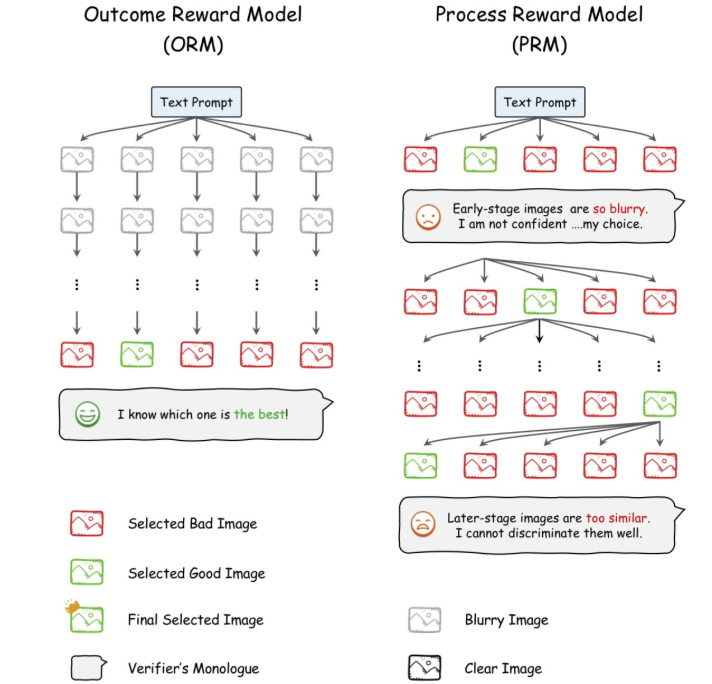 Outcome Reward Model
(ORM)
Text Prompt
I know which one is the best!
Process Reward Model
(PRM)
Text Prompt
Early-stage images are so blurry.
I am not confident ....my choice.
Later-stage images are too similar.
I cannot discriminate them well.
Selected Bad Image
Selected Good Image
Final Selected Image
Verifier's Monologue
Blurry Image
Clear Image